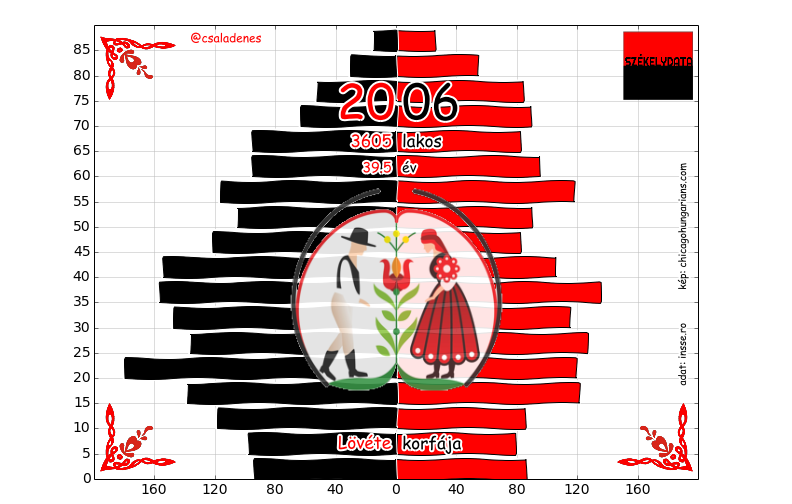 @csaladenes
SZÉKELYDATA
2006
3605 lakos
39.5 év
kép: chicagohungarians.com
adat: insse.ro
Lövéte korfája
85
80
75
70
65
60
55
50
45
40
35
30
25
20
15
10
5
0
160 120 80 40 0 40 80 120 160